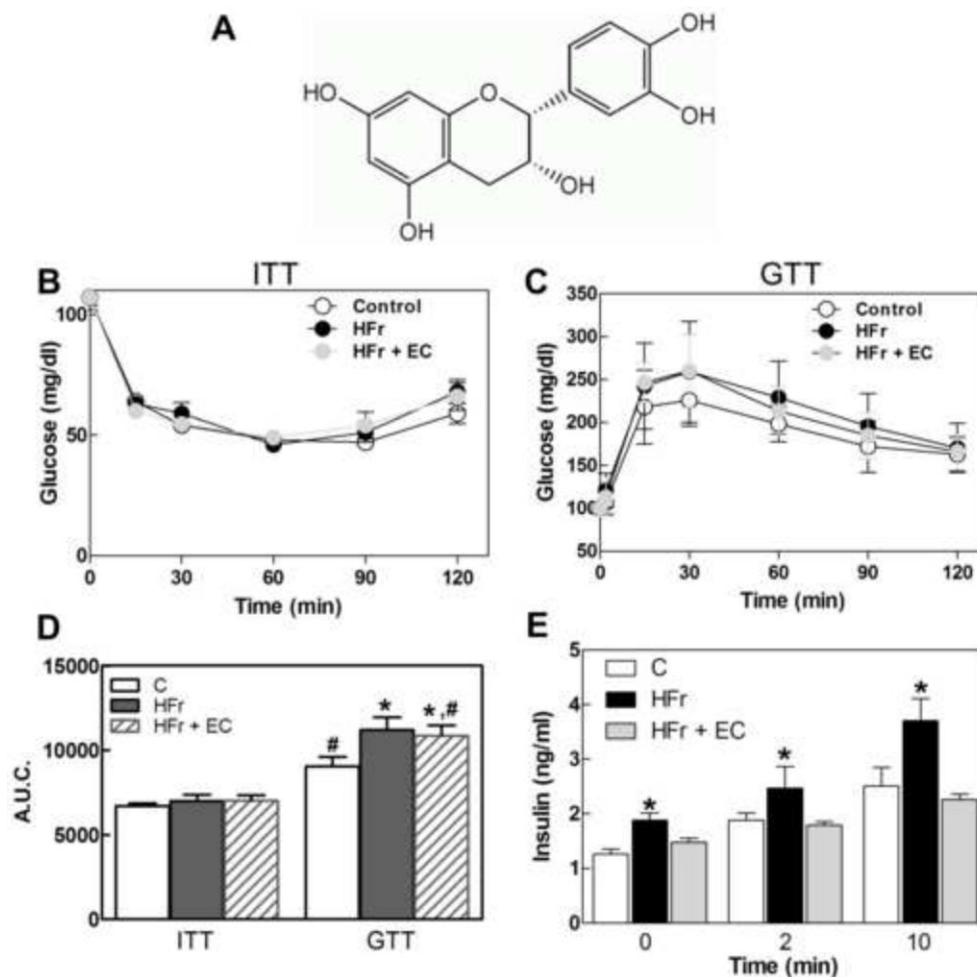 A
OH
HO
O
OH
OH
OH
B
ITT
Control
HFr
HFr + EC
Glucose (mg/dl)
100
50
0
0 30 60 90 120
Time (min)
C
GTT
Control
HFr
HFr + EC
Glucose (mg/dl)
350
300
250
200
150
100
50
0 30 60 90 120
Time (min)
D
C
HFr
HFr + EC
A.U.C.
15000
10000
5000
0
#
*
*,#
ITT GTT
E
C
HFr
HFr + EC
Insulin (ng/ml)
5
4
3
2
1
0
*
*
*
0 2 10
Time (min)